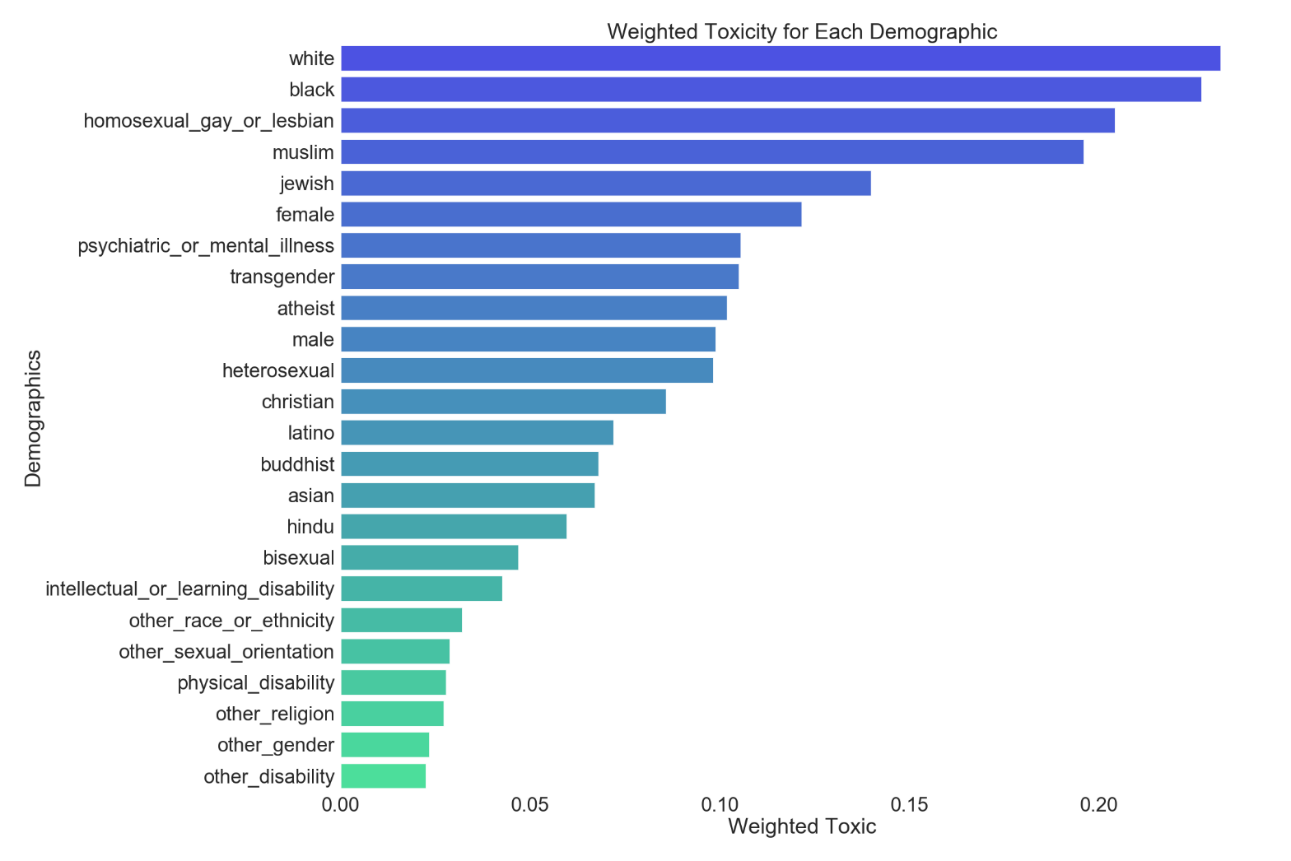 Weighted Toxicity for Each Demographic
white
black
homosexual_gay_or_lesbian
muslim
jewish
female
psychiatric_or_mental_illness
transgender
atheist
male
heterosexual
christian
latino
buddhist
asian
hindu
bisexual
intellectual_or_learning_disability
other_race_or_ethnicity
other_sexual_orientation
physical_disability
other_religion
other_gender
other_disability
Demographics
0.00 0.05 0.10 0.15 0.20
Weighted Toxic